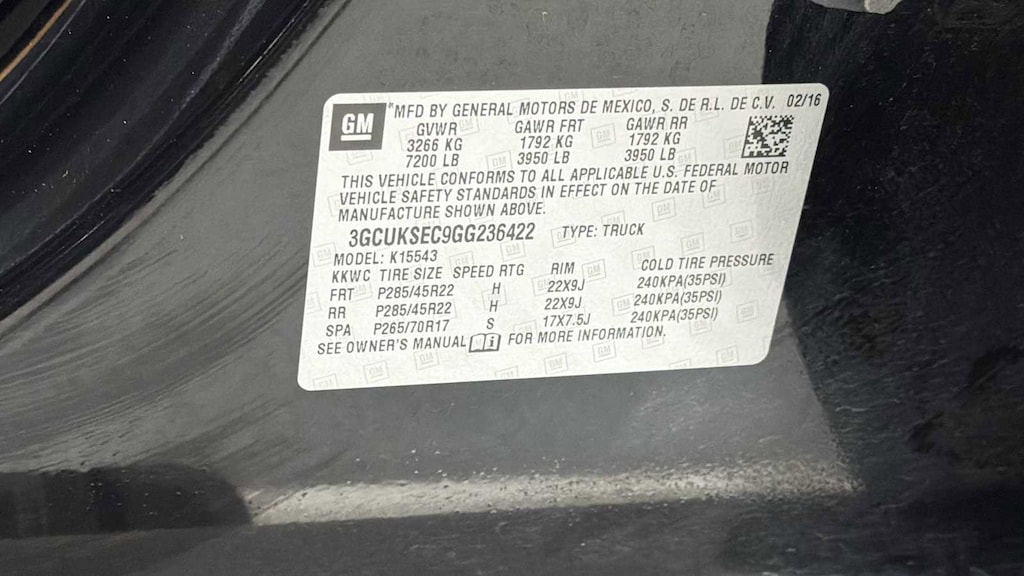 GM
"MFD BY GENERAL MOTORS DE MEXICO, S. DE R.L. DE C.V. 02/16
GVWR GAWR FRT GAWR RR
3266 KG 1792 KG 1792 KG
7200 LB 3950 LB 3950 LB
THIS VEHICLE CONFORMS TO ALL APPLICABLE U.S. FEDERAL MOTOR
VEHICLE SAFETY STANDARDS IN EFFECT ON THE DATE OF
MANUFACTURE SHOWN ABOVE.
3GCUKSEC9GG236422 TYPE: TRUCK
MODEL: K15543
KKWC TIRE SIZE SPEED RTG RIM COLD TIRE PRESSURE
FRT P285/45R22 H 22X9J 240KPA(35PSI)
RR P285/45R22 H 22X9J 240KPA(35PSI)
SPA P265/70R17 S 17X7.5J 240KPA(35PSI)
SEE OWNER'S MANUAL i FOR MORE INFORMATION.